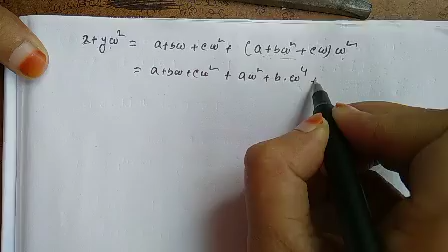 z + yω² = a + bω + cω² + (a + bω² + cω) ω²
= a + bω + cω² + aω² + b · ω⁴ +